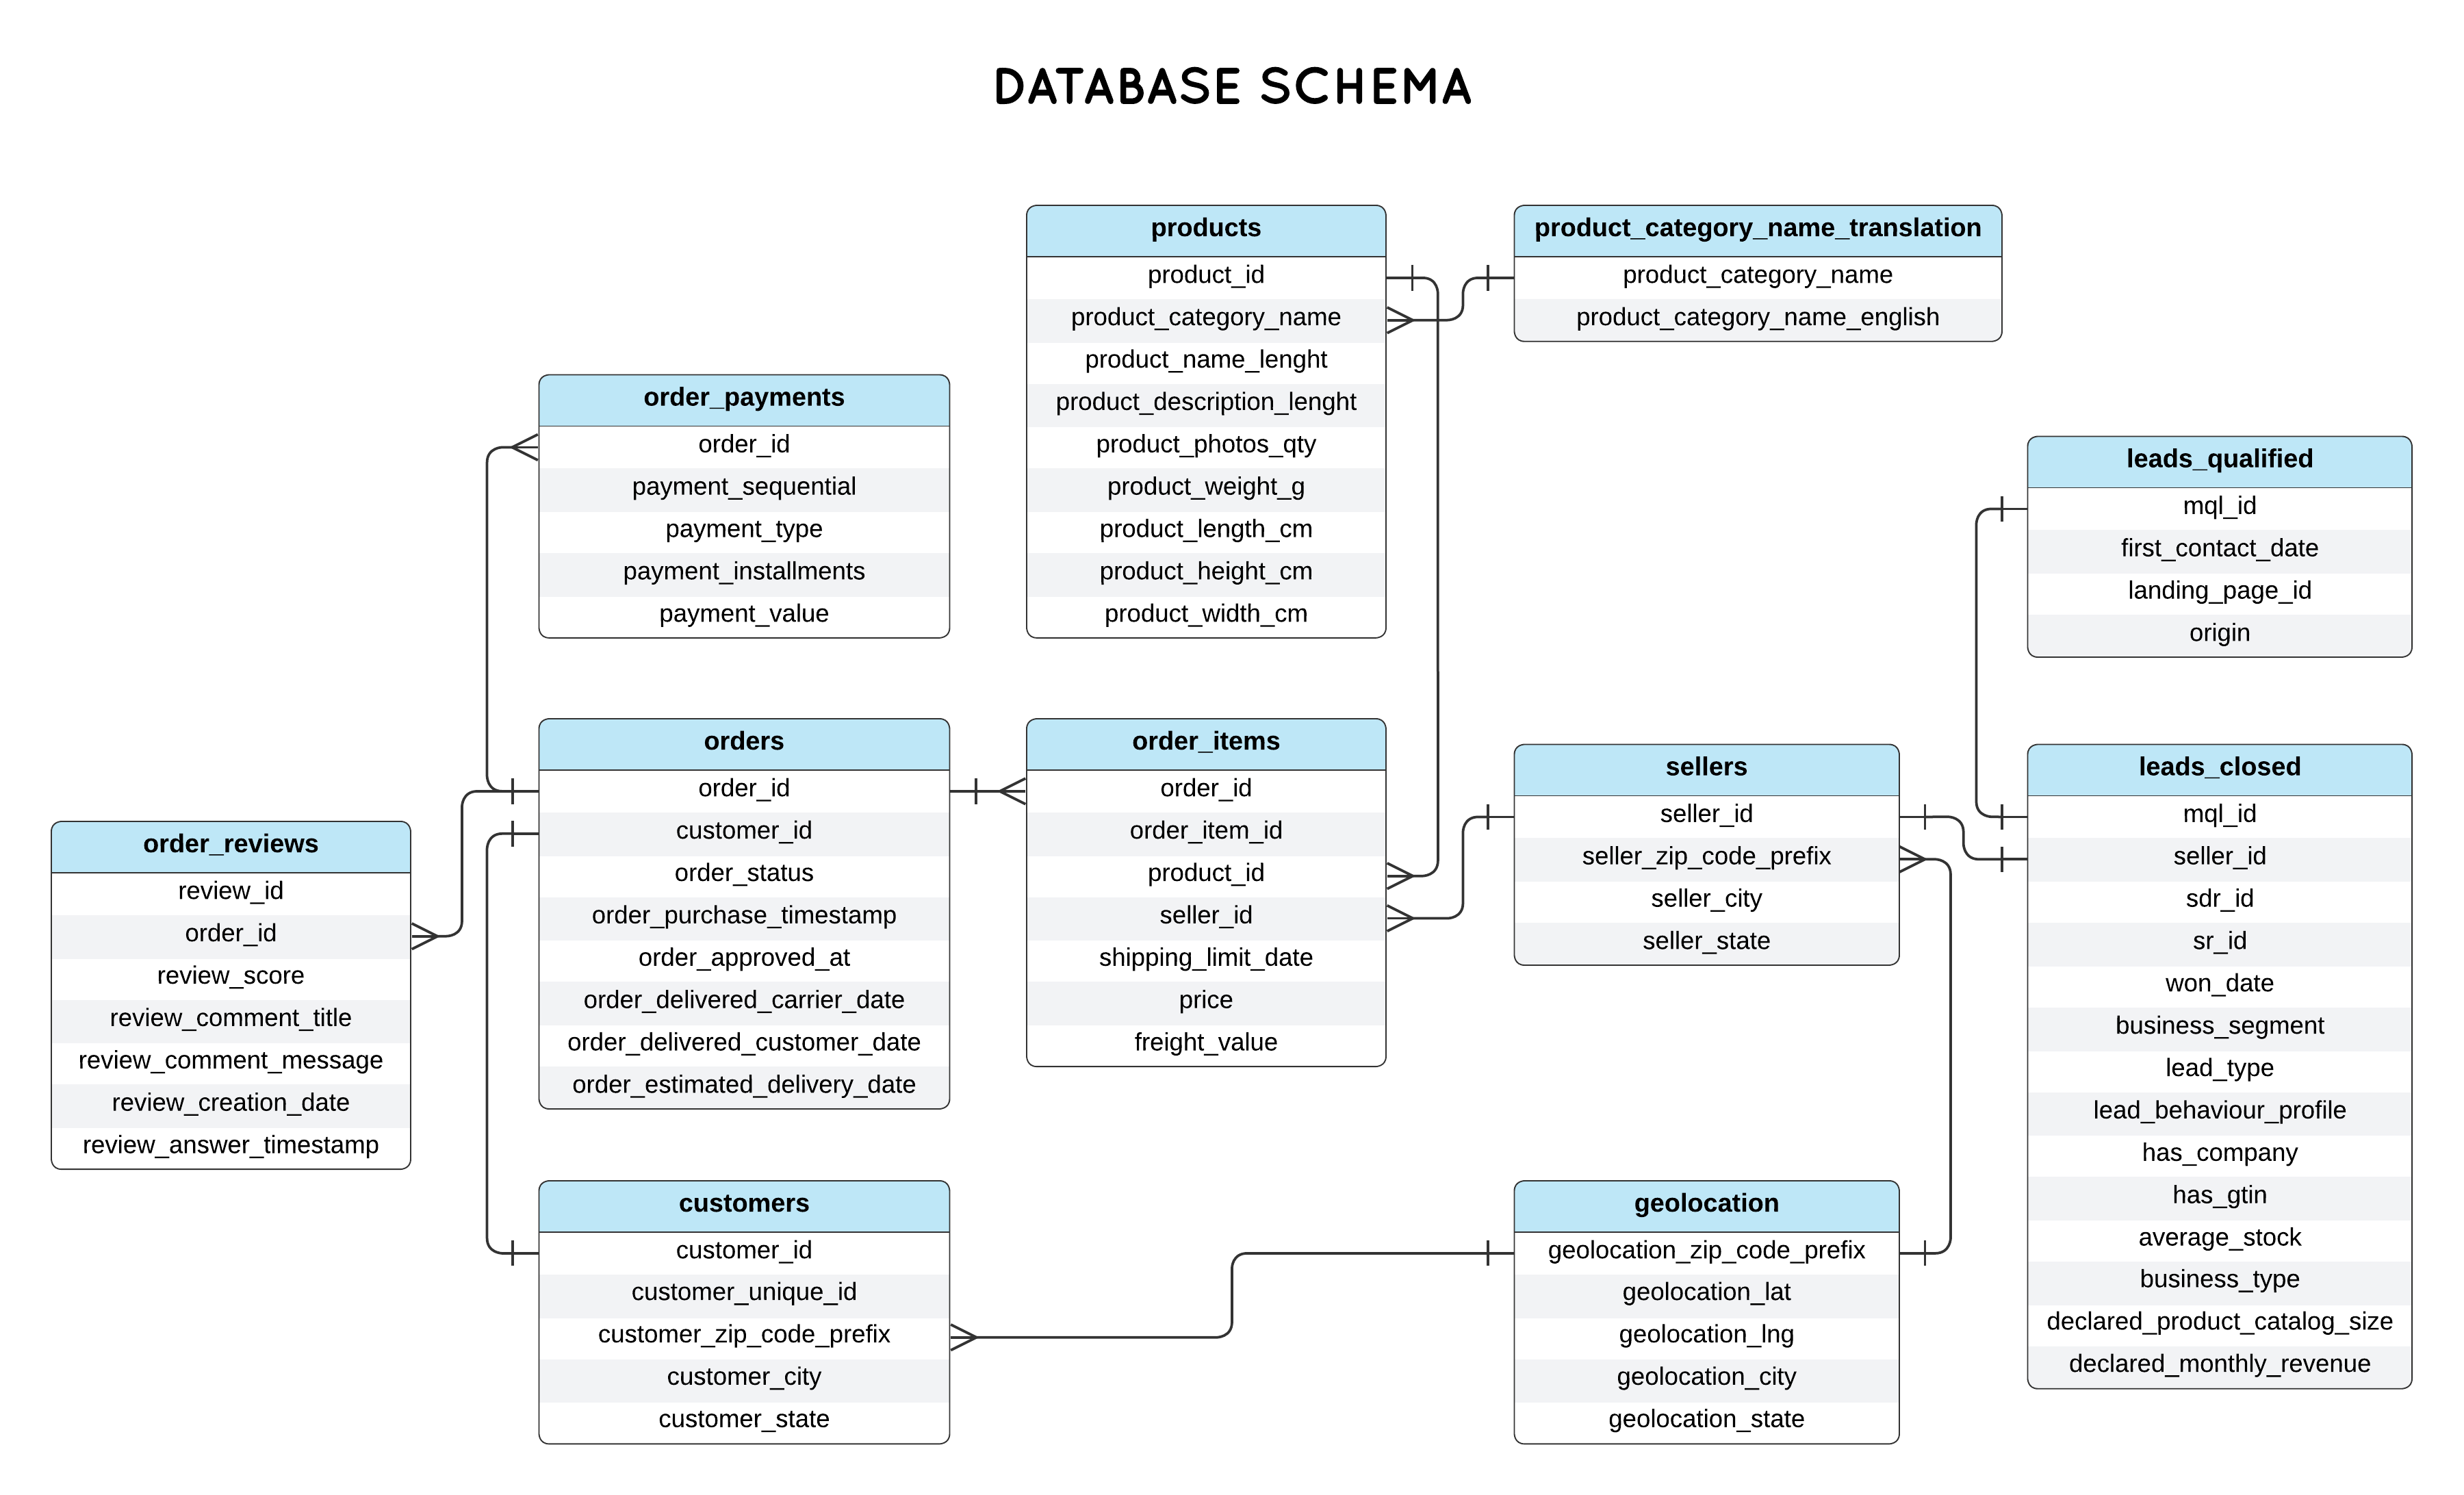 DATABASE SCHEMA
products
product_id
product_category_name
product_name_lenght
product_description_lenght
product_photos_qty
product_weight_g
product_length_cm
product_height_cm
product_width_cm
product_category_name_translation
product_category_name
product_category_name_english
order_payments
order_id
payment_sequential
payment_type
payment_installments
payment_value
leads_qualified
mql_id
first_contact_date
landing_page_id
origin
orders
order_id
customer_id
order_status
order_purchase_timestamp
order_approved_at
order_delivered_carrier_date
order_delivered_customer_date
order_estimated_delivery_date
order_items
order_id
order_item_id
product_id
seller_id
shipping_limit_date
price
freight_value
sellers
seller_id
seller_zip_code_prefix
seller_city
seller_state
leads_closed
mql_id
seller_id
sdr_id
sr_id
won_date
business_segment
lead_type
lead_behaviour_profile
has_company
has_gtin
average_stock
business_type
declared_product_catalog_size
declared_monthly_revenue
order_reviews
review_id
order_id
review_score
review_comment_title
review_comment_message
review_creation_date
review_answer_timestamp
customers
customer_id
customer_unique_id
customer_zip_code_prefix
customer_city
customer_state
geolocation
geolocation_zip_code_prefix
geolocation_lat
geolocation_lng
geolocation_city
geolocation_state